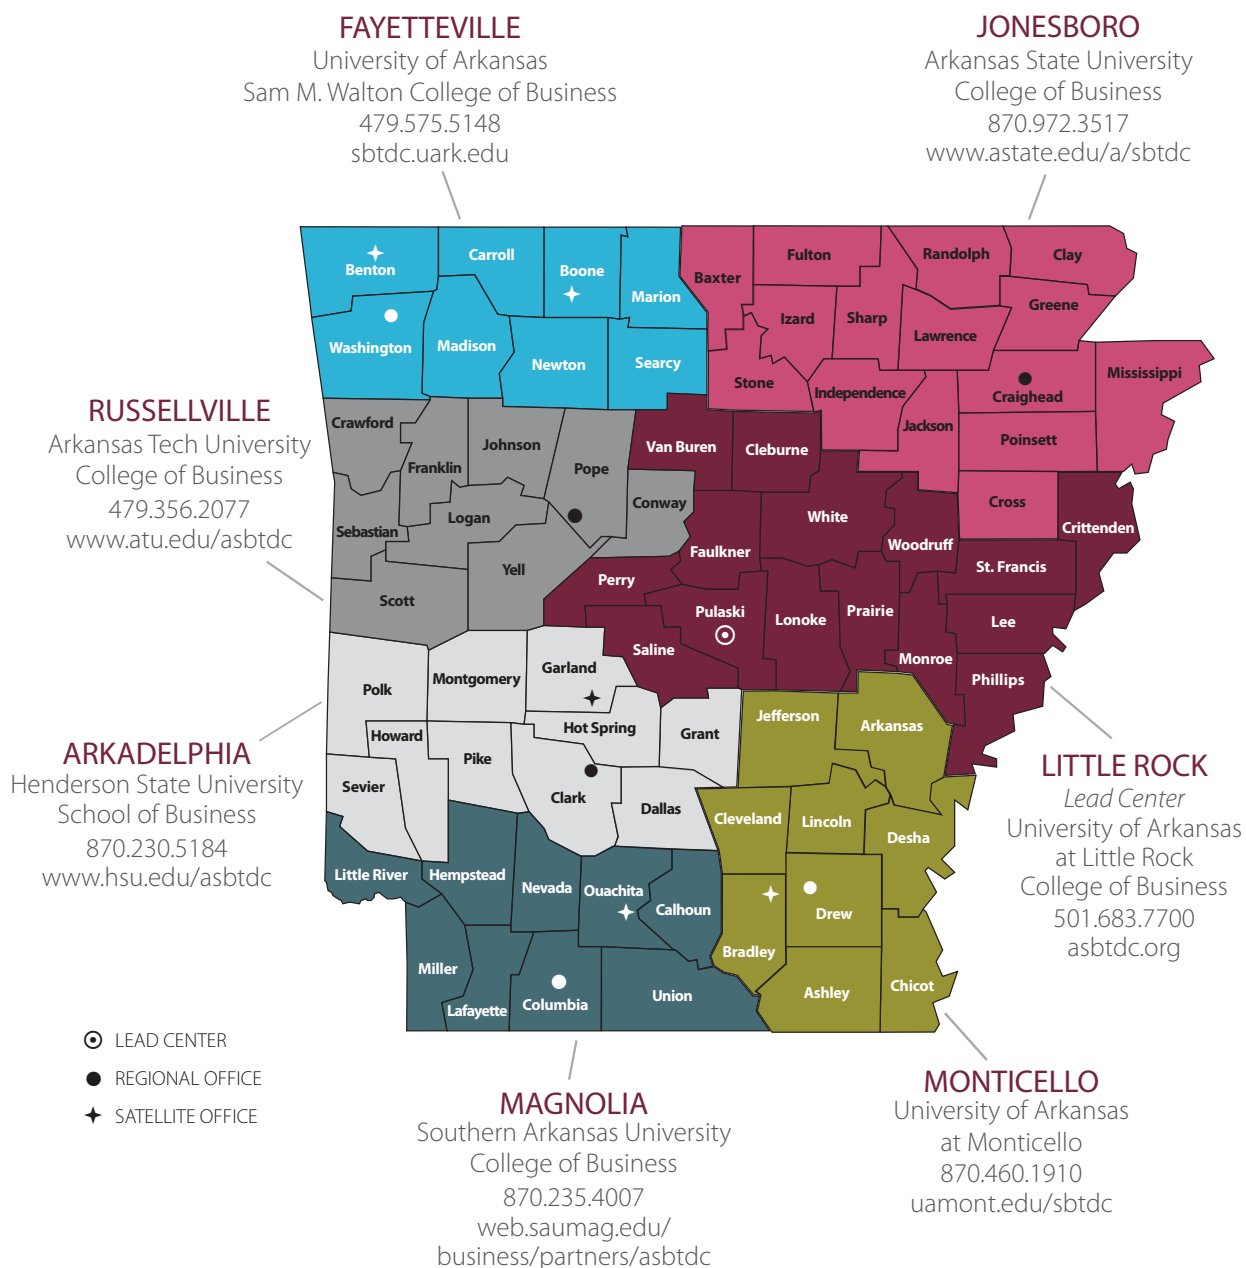 FAYETTEVILLE
University of Arkansas
Sam M. Walton College of Business
479.575.5148
sbtdc.uark.edu
JONESBORO
Arkansas State University
College of Business
870.972.3517
www.astate.edu/a/sbtdc
RUSSELLVILLE
Arkansas Tech University
College of Business
479.356.2077
www.atu.edu/asbtdc
ARKADELPHIA
Henderson State University
School of Business
870.230.5184
www.hsu.edu/asbtdc
Benton
Carroll
Boone
Marion
Washington
Madison
Newton
Searcy
Baxter
Fulton
Randolph
Clay
Izard
Sharp
Lawrence
Greene
Stone
Independence
Jackson
Craighead
Mississippi
Poinsett
Cross
Crawford
Franklin
Johnson
Pope
Conway
Sebastian
Logan
Yell
Scott
Van Buren
Cleburne
White
Woodruff
Crittenden
Faulkner
Perry
Pulaski
Lonoke
Prairie
St. Francis
Lee
Monroe
Phillips
Saline
Polk
Montgomery
Garland
Hot Spring
Grant
Howard
Pike
Sevier
Clark
Dallas
Jefferson
Arkansas
Cleveland
Lincoln
Desha
Bradley
Drew
Ashley
Chicot
Little River
Hempstead
Nevada
Ouachita
Calhoun
Miller
Lafayette
Columbia
Union
LITTLE ROCK
Lead Center
University of Arkansas
at Little Rock
College of Business
501.683.7700
asbtdc.org
LEAD CENTER
REGIONAL OFFICE
SATELLITE OFFICE
MAGNOLIA
Southern Arkansas University
College of Business
870.235.4007
web.saumag.edu/
business/partners/asbtdc
MONTICELLO
University of Arkansas
at Monticello
870.460.1910
uamont.edu/sbtdc